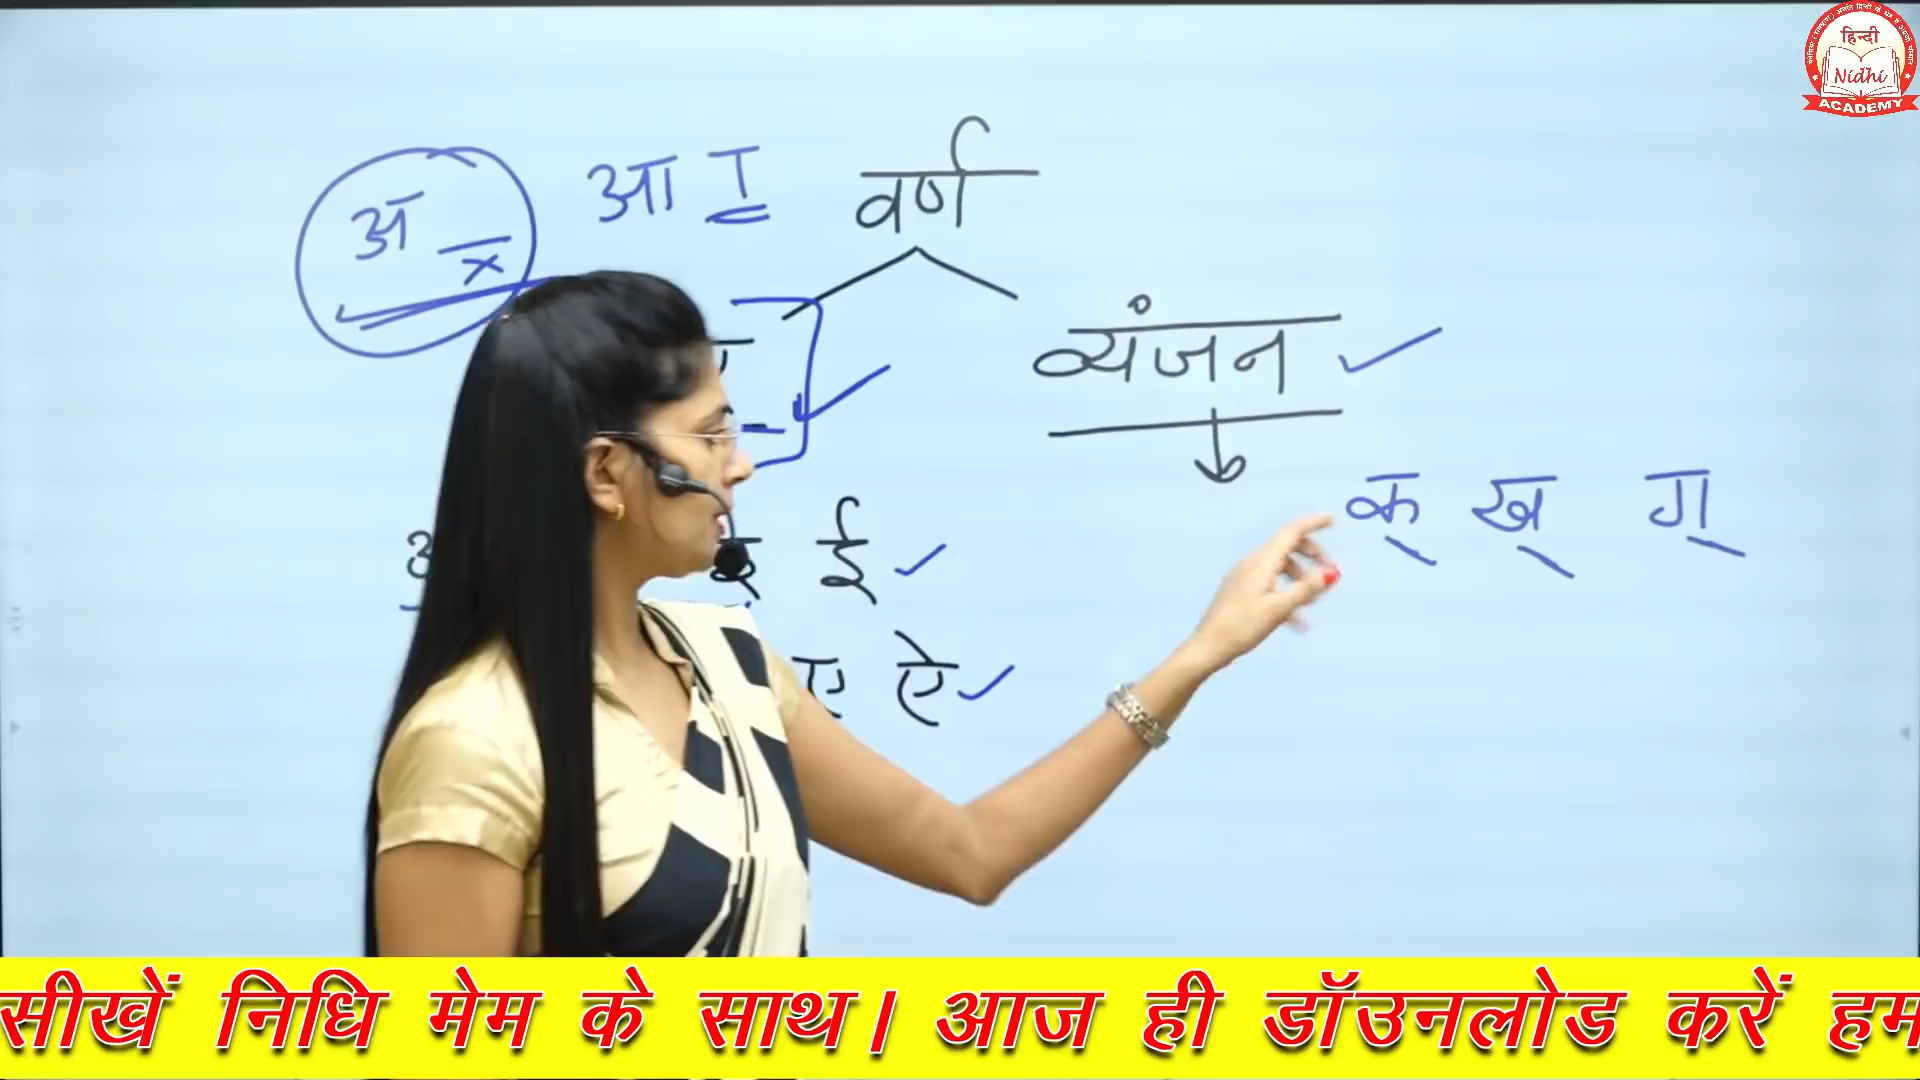 हिन्दी
Nidhi
ACADEMY
अ
आ ा
वर्ण
व्यंजन
क् ख् ग्
इ ई
ए ऐ
सीखें निधि मेम के साथ। आज ही डॉउनलोड करें हम